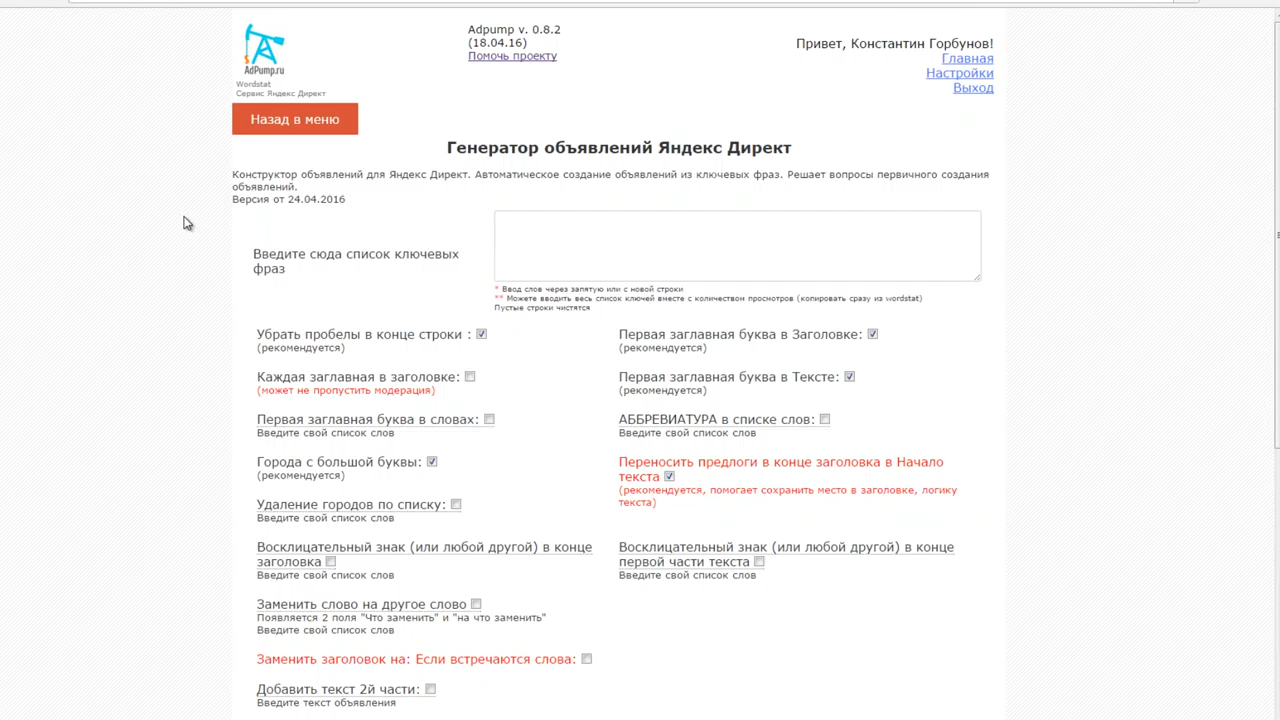 AdPump.ru
Wordstat
Сервис Яндекс Директ
Adpump v. 0.8.2
(18.04.16)
Помочь проекту
Привет, Константин Горбунов!
Главная
Настройки
Выход
Назад в меню
Генератор объявлений Яндекс Директ
Конструктор объявлений для Яндекс Директ. Автоматическое создание объявлений из ключевых фраз. Решает вопросы первичного создания
объявлений.
Версия от 24.04.2016
Введите сюда список ключевых
фраз
* Ввод слов через запятую или с новой строки
** Можете вводить весь список ключей вместе с количеством просмотров (копировать сразу из wordstat)
Пустые строки чистятся
Убрать пробелы в конце строки :
(рекомендуется)
Первая заглавная буква в Заголовке:
(рекомендуется)
Каждая заглавная в заголовке:
(может не пропустить модерация)
Первая заглавная буква в Тексте:
(рекомендуется)
Первая заглавная буква в словах:
Введите свой список слов
АББРЕВИАТУРА в списке слов:
Введите свой список слов
Города с большой буквы:
(рекомендуется)
Переносить предлоги в конце заголовка в Начало
текста
(рекомендуется, помогает сохранить место в заголовке, логику
текста)
Удаление городов по списку:
Введите свой список слов
Восклицательный знак (или любой другой) в конце
заголовка
Введите свой список слов
Восклицательный знак (или любой другой) в конце
первой части текста
Введите свой список слов
Заменить слово на другое слово
Появляется 2 поля "Что заменить" и "на что заменить"
Введите свой список слов
Заменить заголовок на: Если встречаются слова:
Добавить текст 2й части:
Введите текст объявления